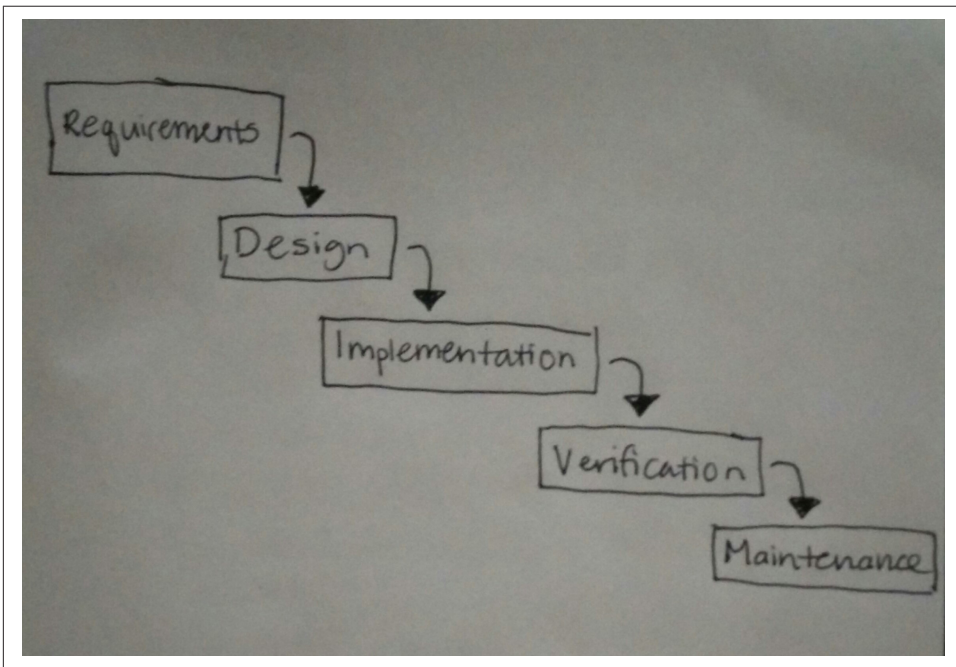 Requirements
Design
Implementation
Verification
Maintenance